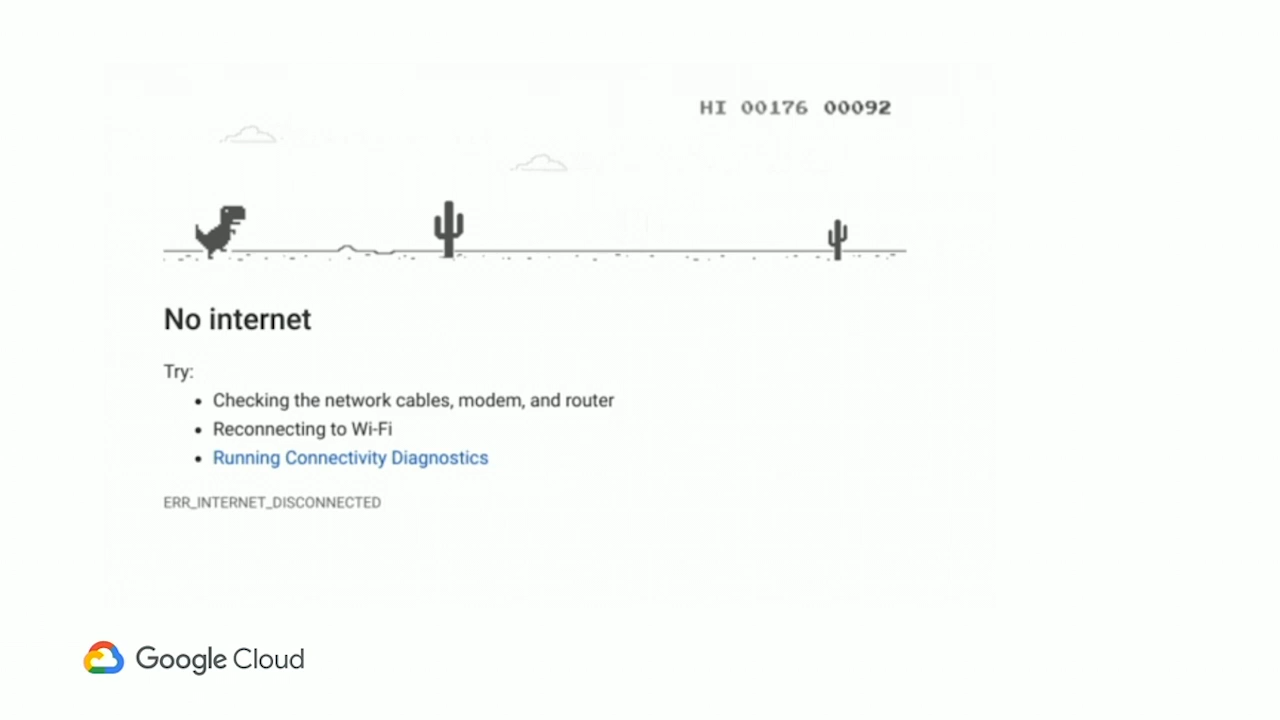 HI 00176 00092
No internet
Try:
Checking the network cables, modem, and router
Reconnecting to Wi-Fi
Running Connectivity Diagnostics
ERR_INTERNET_DISCONNECTED
Google Cloud